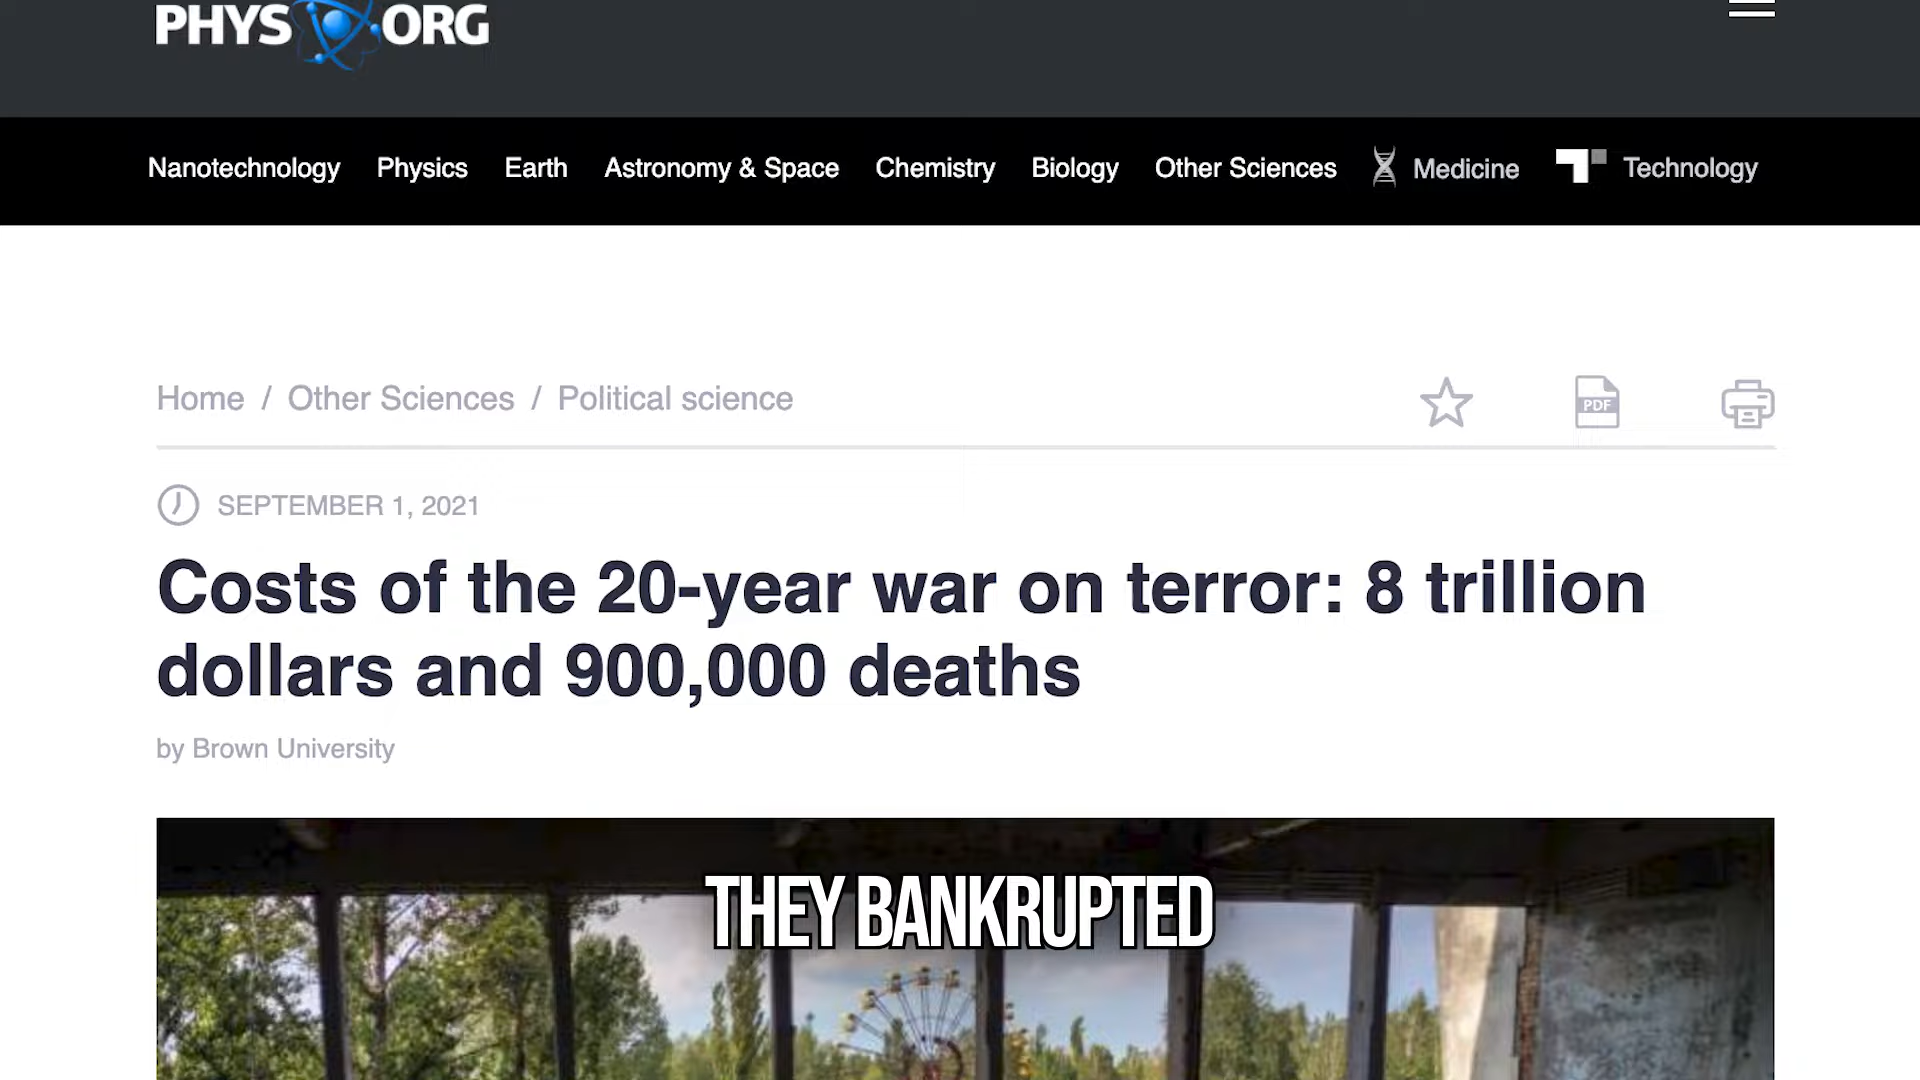 PHYS ORG
Nanotechnology Physics Earth Astronomy & Space Chemistry Biology Other Sciences Medicine Technology
Home / Other Sciences / Political science
PDF
SEPTEMBER 1, 2021
Costs of the 20-year war on terror: 8 trillion
dollars and 900,000 deaths
by Brown University
THEY BANKRUPTED